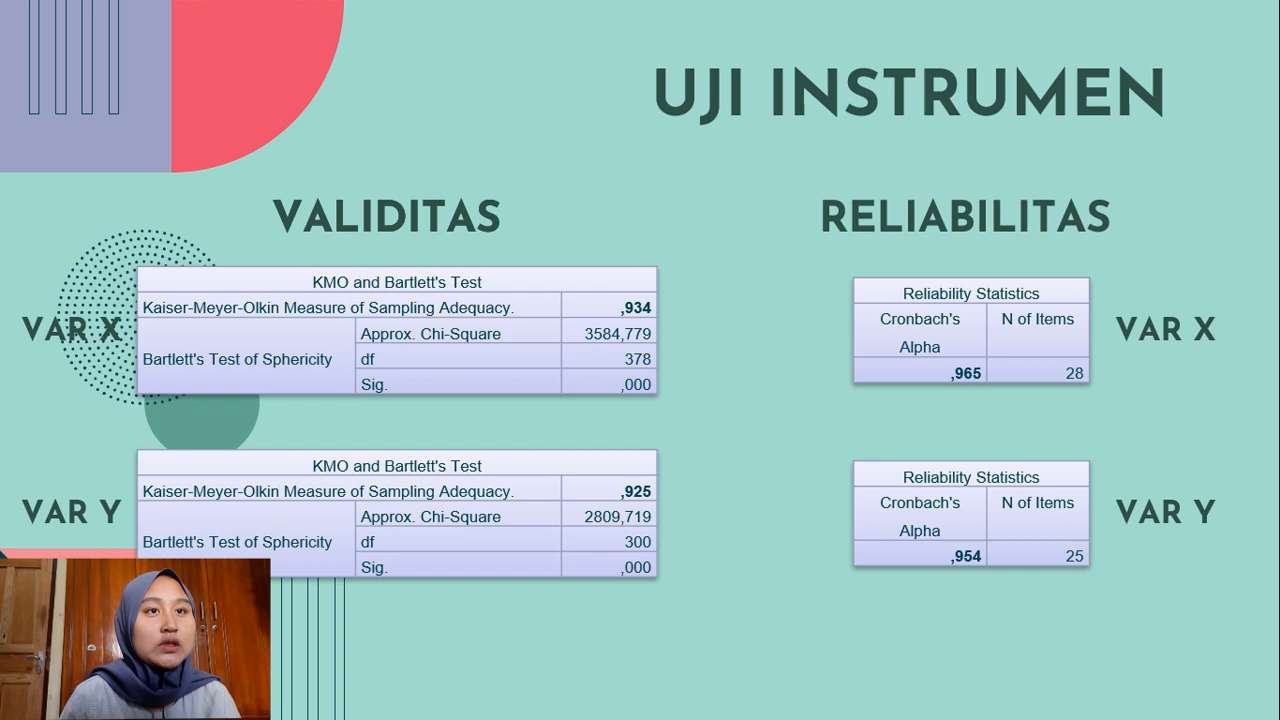 UJI INSTRUMEN
VALIDITAS
RELIABILITAS
VAR X
KMO and Bartlett's Test
Kaiser-Meyer-Olkin Measure of Sampling Adequacy. ,934
Bartlett's Test of Sphericity
Approx. Chi-Square 3584,779
df 378
Sig. ,000
Reliability Statistics
Cronbach's N of Items
Alpha
,965 28
VAR X
VAR Y
KMO and Bartlett's Test
Kaiser-Meyer-Olkin Measure of Sampling Adequacy. ,925
Bartlett's Test of Sphericity
Approx. Chi-Square 2809,719
df 300
Sig. ,000
Reliability Statistics
Cronbach's N of Items
Alpha
,954 25
VAR Y